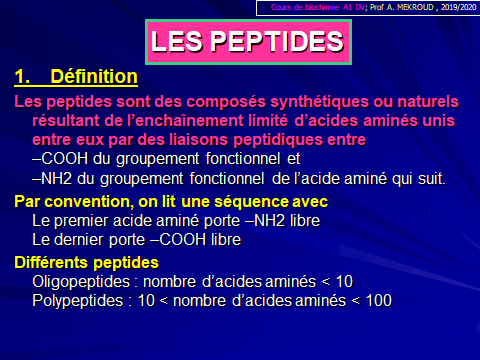 Cours de biochimie A1 DV; Prof A. MEKROUD , 2019/2020
LES PEPTIDES
1. Définition
Les peptides sont des composés synthétiques ou naturels
résultant de l’enchaînement limité d’acides aminés unis
entre eux par des liaisons peptidiques entre
–COOH du groupement fonctionnel et
–NH2 du groupement fonctionnel de l’acide aminé qui suit.
Par convention, on lit une séquence avec
Le premier acide aminé porte –NH2 libre
Le dernier porte –COOH libre
Différents peptides
Oligopeptides : nombre d’acides aminés < 10
Polypeptides : 10 < nombre d’acides aminés < 100